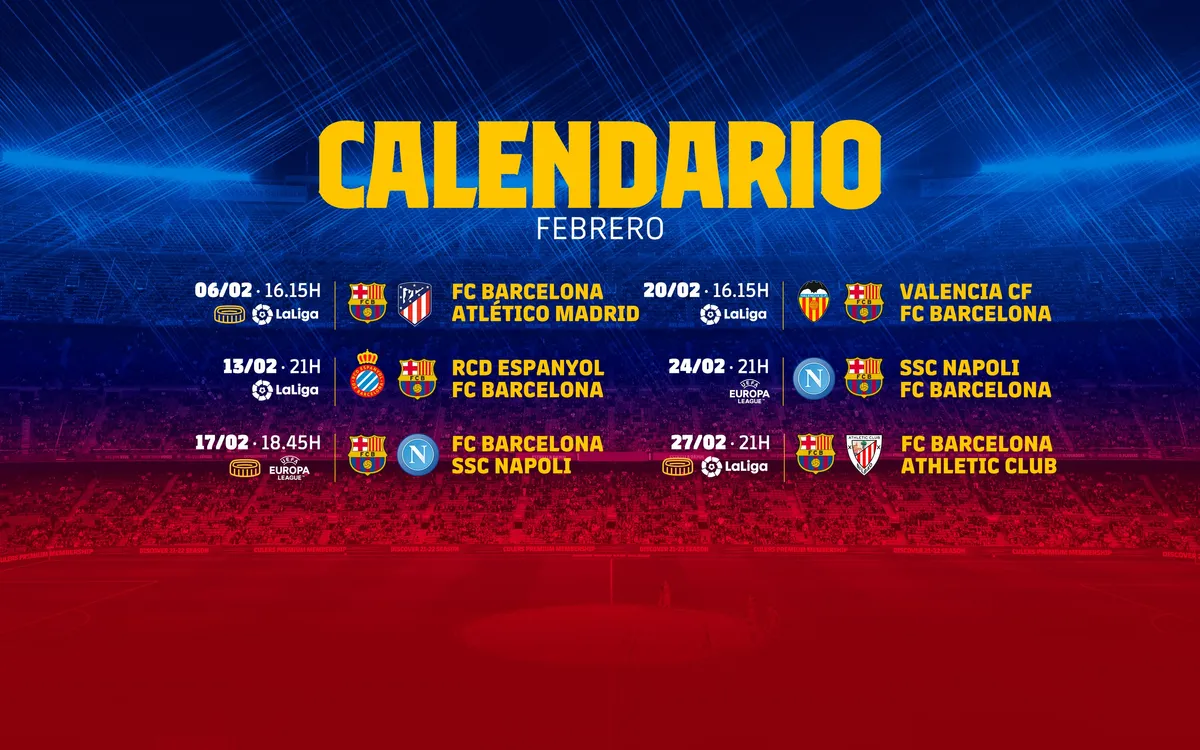 CALENDARIO
FEBRERO
06/02 · 16.15H
LaLiga
FC BARCELONA
ATLÉTICO MADRID
13/02 · 21H
LaLiga
RCD ESPANYOL
FC BARCELONA
17/02 · 18.45H
UEFA
EUROPA
LEAGUE
FC BARCELONA
SSC NAPOLI
20/02 · 16.15H
LaLiga
VALENCIA CF
FC BARCELONA
24/02 · 21H
UEFA
EUROPA
LEAGUE
SSC NAPOLI
FC BARCELONA
27/02 · 21H
LaLiga
FC BARCELONA
ATHLETIC CLUB